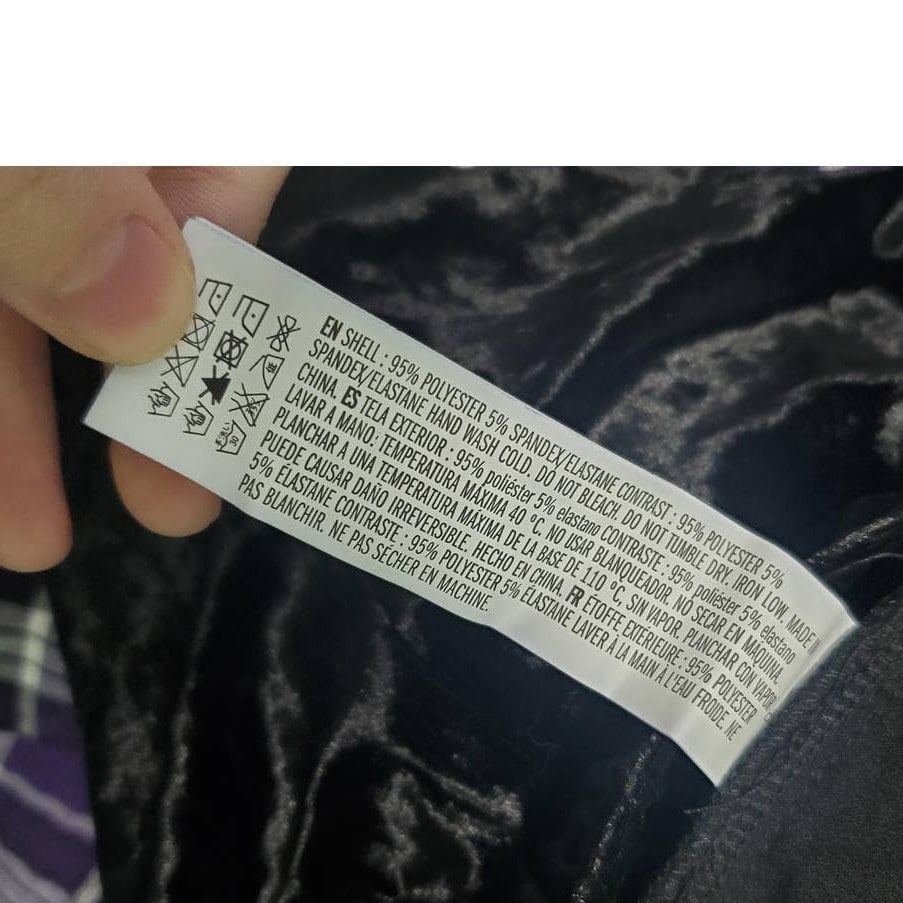 EN SHELL : 95% POLYESTER 5% SPANDEX/ELASTANE CONTRAST : 95% POLYESTER 5%
SPANDEX/ELASTANE HAND WASH COLD. DO NOT BLEACH. DO NOT TUMBLE DRY. IRON LOW. MADE IN
CHINA. ES TELA EXTERIOR : 95% poliéster 5% elastano CONTRASTE : 95% poliéster 5% elastano
LAVAR A MANO: TEMPERATURA MÁXIMA 40 °C. NO USAR BLANQUEADOR. NO SECAR EN MÁQUINA.
PLANCHAR A UNA TEMPERATURA MÁXIMA DE LA BASE DE 110 °C, SIN VAPOR. PLANCHAR CON VAPOR
PUEDE CAUSAR DAÑO IRREVERSIBLE. HECHO EN CHINA. FR ÉTOFFE EXTÉRIEURE : 95% POLYESTER
5% ÉLASTANE CONTRASTE : 95% POLYESTER 5% ÉLASTANE LAVER À LA MAIN À L'EAU FROIDE. NE
PAS BLANCHIR. NE PAS SÉCHER EN MACHINE.